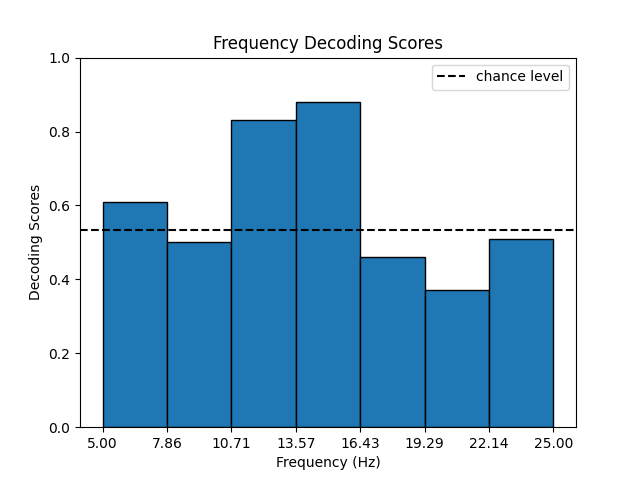 Frequency Decoding Scores
chance level
Decoding Scores
1.0
0.8
0.6
0.4
0.2
0.0
5.00 7.86 10.71 13.57 16.43 19.29 22.14 25.00
Frequency (Hz)